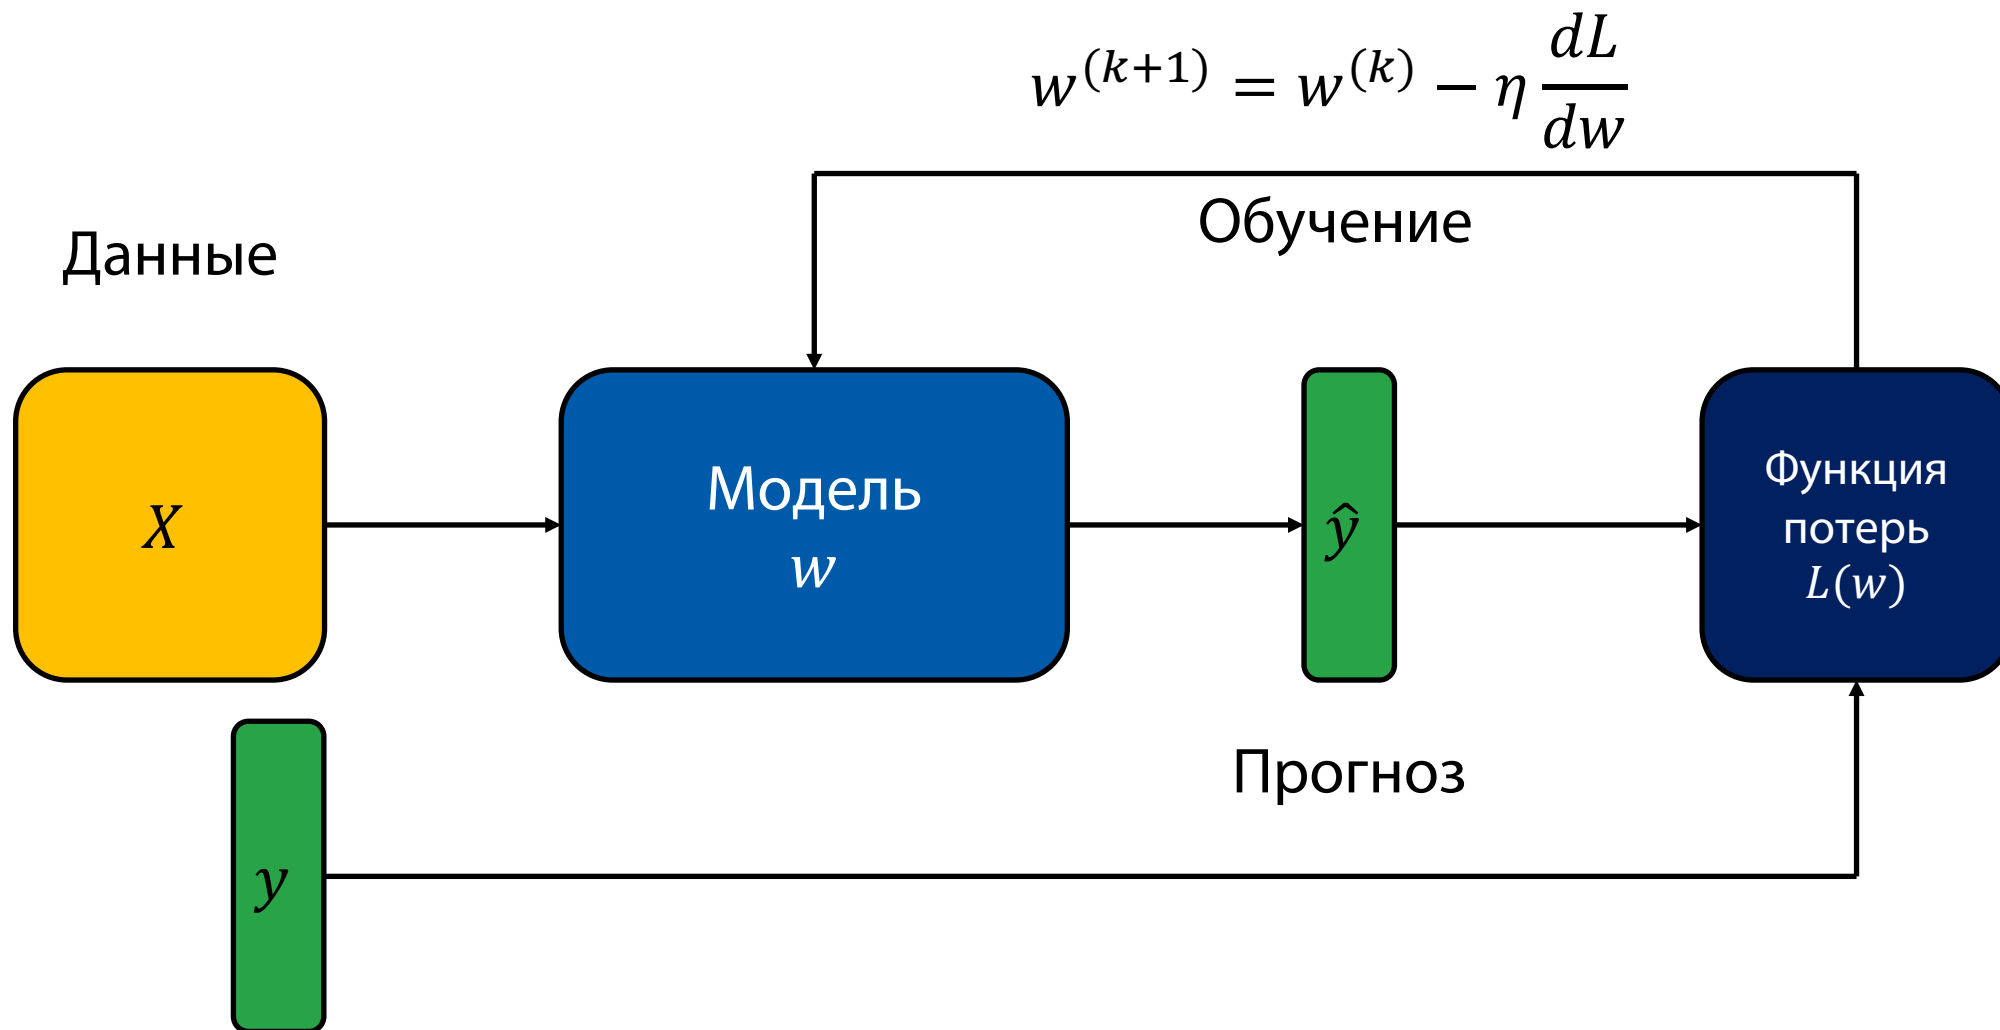 w^(k+1) = w^(k) − η dL/dw
Обучение
Данные
X
Модель
w
ŷ
Функция
потерь
L(w)
Прогноз
y